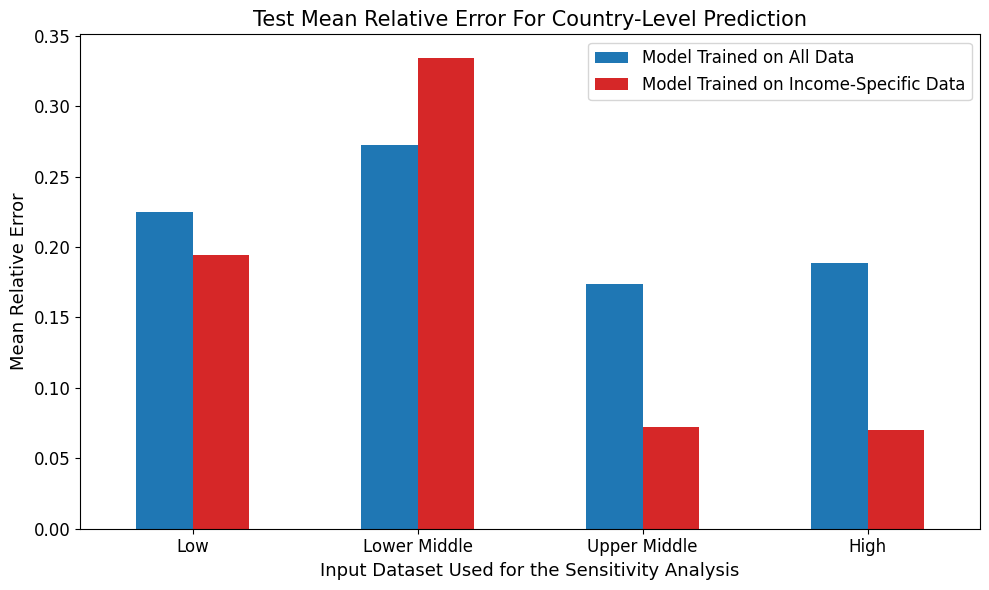 Test Mean Relative Error For Country-Level Prediction
Model Trained on All Data
Model Trained on Income-Specific Data
Mean Relative Error
0.35
0.30
0.25
0.20
0.15
0.10
0.05
0.00
Low Lower Middle Upper Middle High
Input Dataset Used for the Sensitivity Analysis